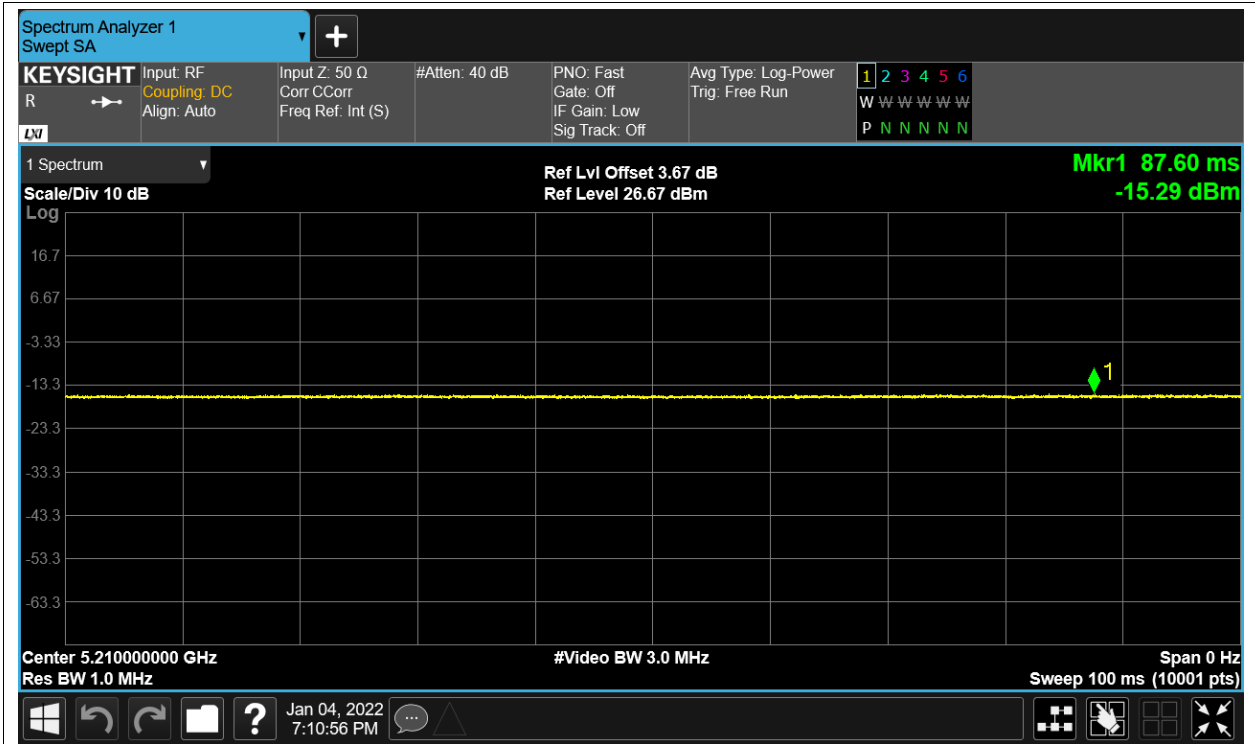 Spectrum Analyzer 1
Swept SA
KEYSIGHT
R
LXI
Input: RF
Coupling: DC
Align: Auto
Input Z: 50 Ω
Corr CCorr
Freq Ref: Int (S)
#Atten: 40 dB
PNO: Fast
Gate: Off
IF Gain: Low
Sig Track: Off
Avg Type: Log-Power
Trig: Free Run
1 2 3 4 5 6
W W W W W W
P N N N N N
1 Spectrum
Scale/Div 10 dB
Ref Lvl Offset 3.67 dB
Ref Level 26.67 dBm
Mkr1 87.60 ms
-15.29 dBm
Log
16.7
6.67
-3.33
1
-13.3
-23.3
-33.3
-43.3
-53.3
-63.3
Center 5.210000000 GHz
Res BW 1.0 MHz
#Video BW 3.0 MHz
Span 0 Hz
Sweep 100 ms (10001 pts)
?
Jan 04, 2022
7:10:56 PM